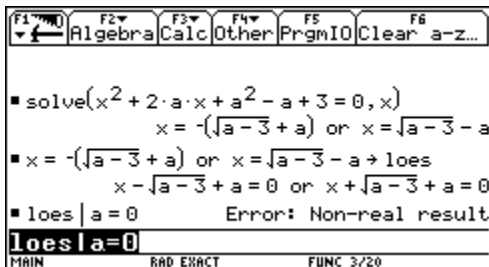 F1 F2 F3 F4 F5 F6
Algebra Calc Other PrgmIO Clear a-z…
▪ solve(x² + 2·a·x + a² - a + 3 = 0, x)
x = -(√a - 3 + a) or x = √a - 3 - a
▪ x = -(√a - 3 + a) or x = √a - 3 - a → loes
x - √a - 3 + a = 0 or x + √a - 3 + a = 0
▪ loes | a = 0 Error: Non-real result
loes|a=0
MAIN RAD EXACT FUNC 3/20